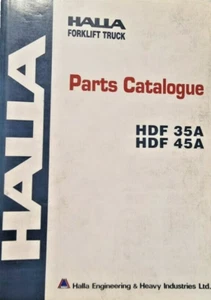 HALLA
FORKLIFT TRUCK
Parts Catalogue
HDF 35A
HDF 45A
HALLA
Halla Engineering & Heavy Industries Ltd.